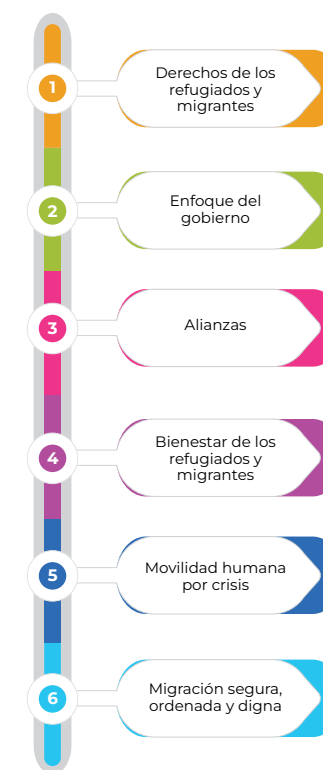 1
Derechos de los
refugiados y
migrantes
2
Enfoque del
gobierno
3
Alianzas
4
Bienestar de los
refugiados y
migrantes
5
Movilidad humana
por crisis
6
Migración segura,
ordenada y digna